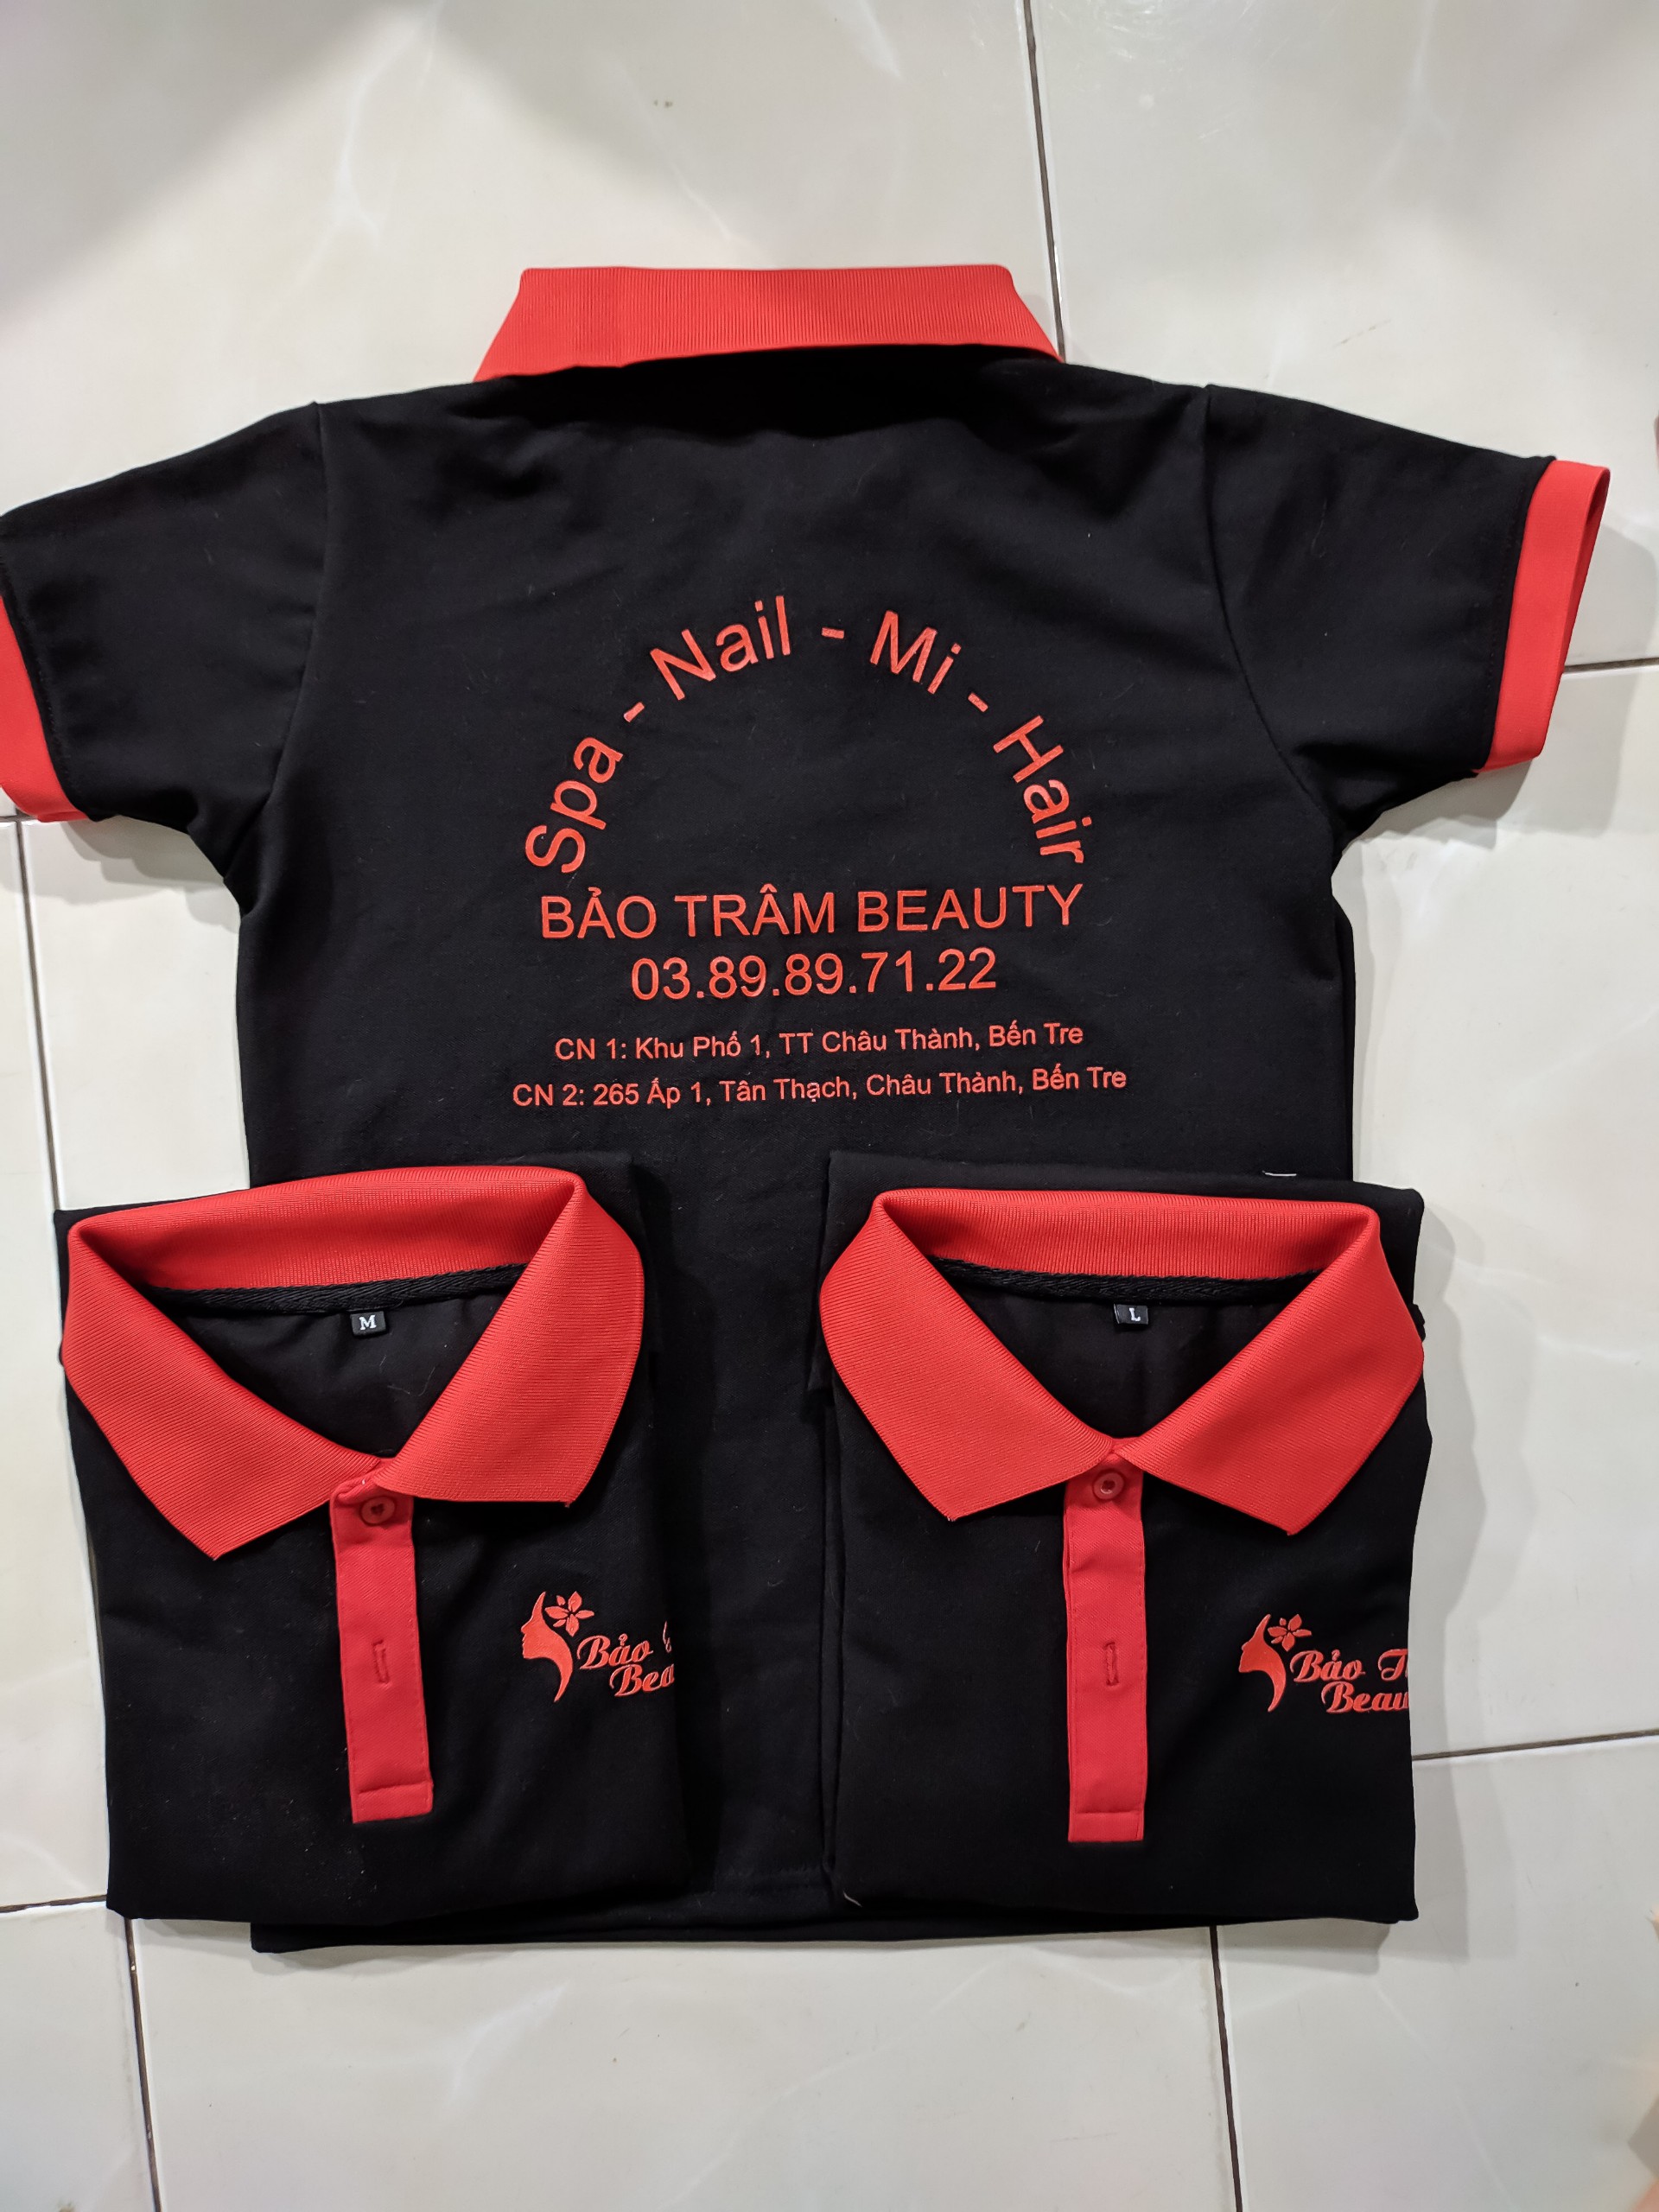 Spa - Nail - Mi - Hair
BẢO TRÂM BEAUTY
03.89.89.71.22
CN 1: Khu Phố 1, TT Châu Thành, Bến Tre
CN 2: 265 Ấp 1, Tân Thạch, Châu Thành, Bến Tre
M
L
Bảo
Bảo